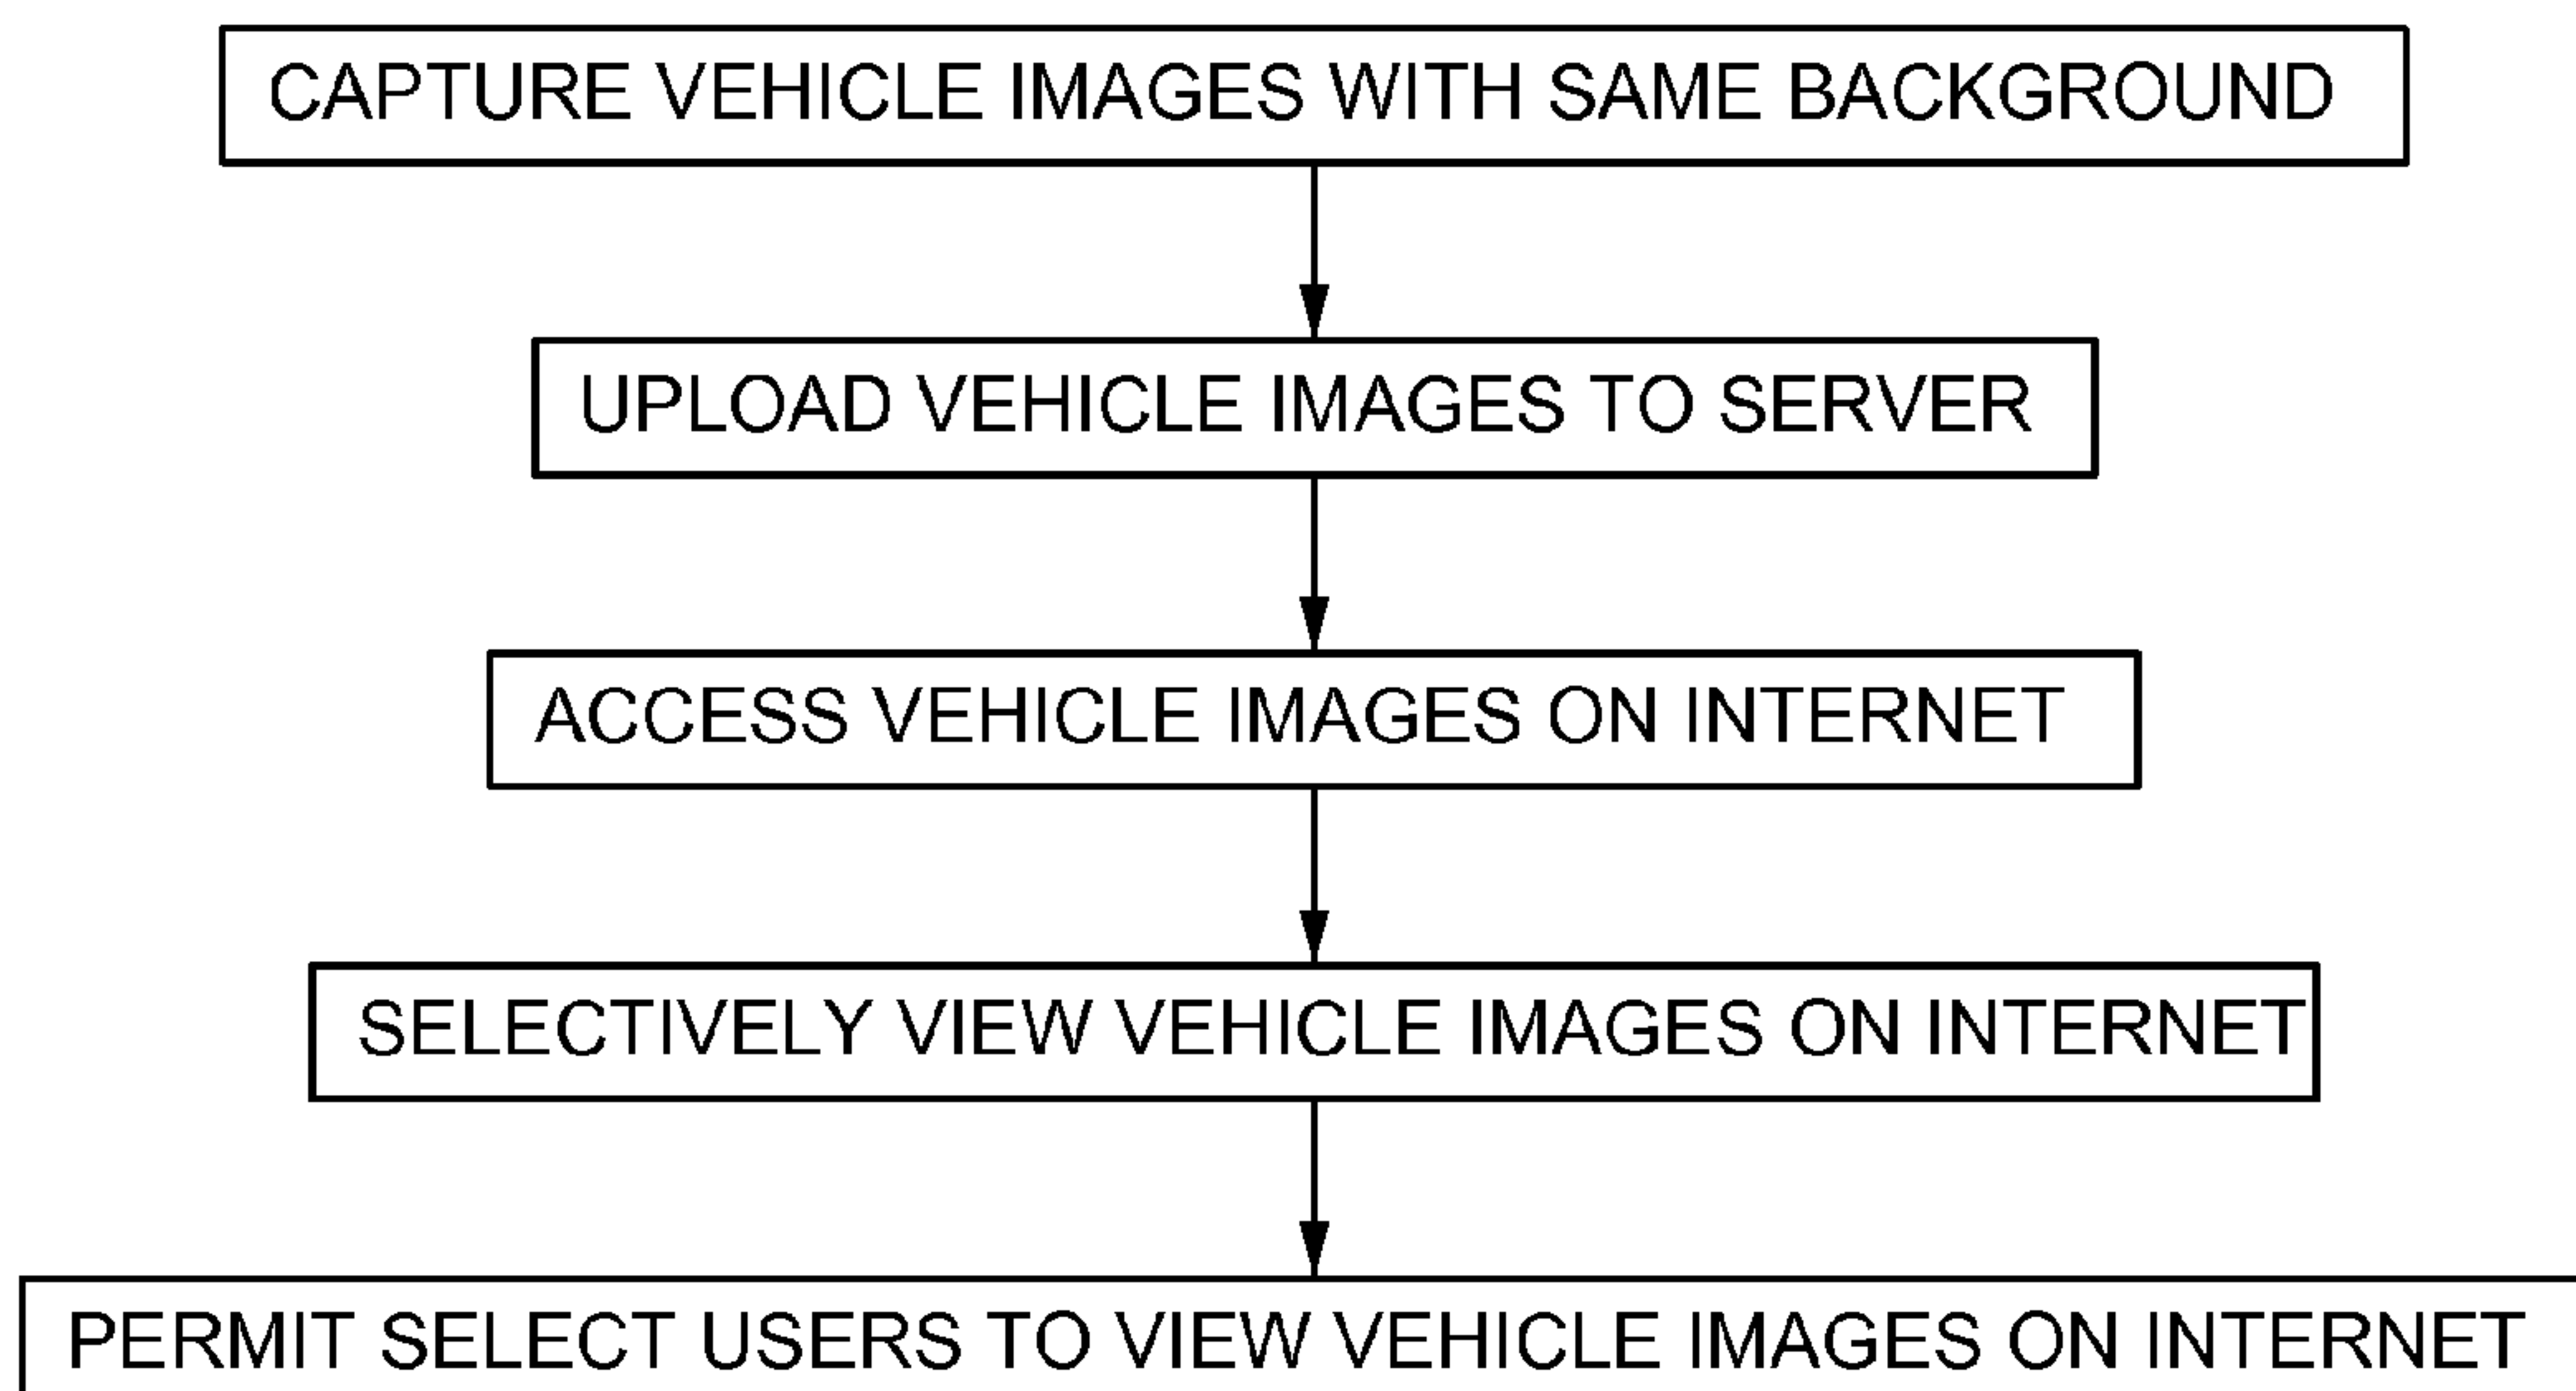 CAPTURE VEHICLE IMAGES WITH SAME BACKGROUND
UPLOAD VEHICLE IMAGES TO SERVER
ACCESS VEHICLE IMAGES ON INTERNET
SELECTIVELY VIEW VEHICLE IMAGES ON INTERNET
PERMIT SELECT USERS TO VIEW VEHICLE IMAGES ON INTERNET